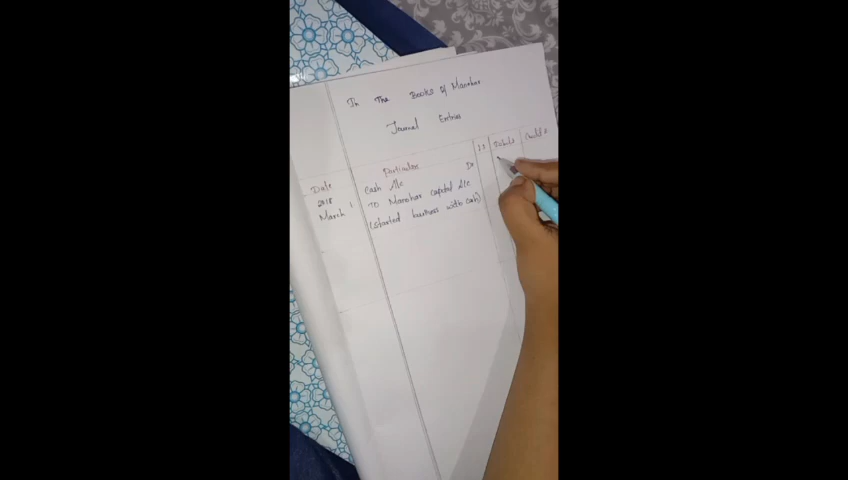 In The Books of Manohar
Journal Entries
Date Particulars Debit ₹ Credit ₹
2018 Cash A/c Dr
March 1 To Manohar capital A/c
(started business with cash)